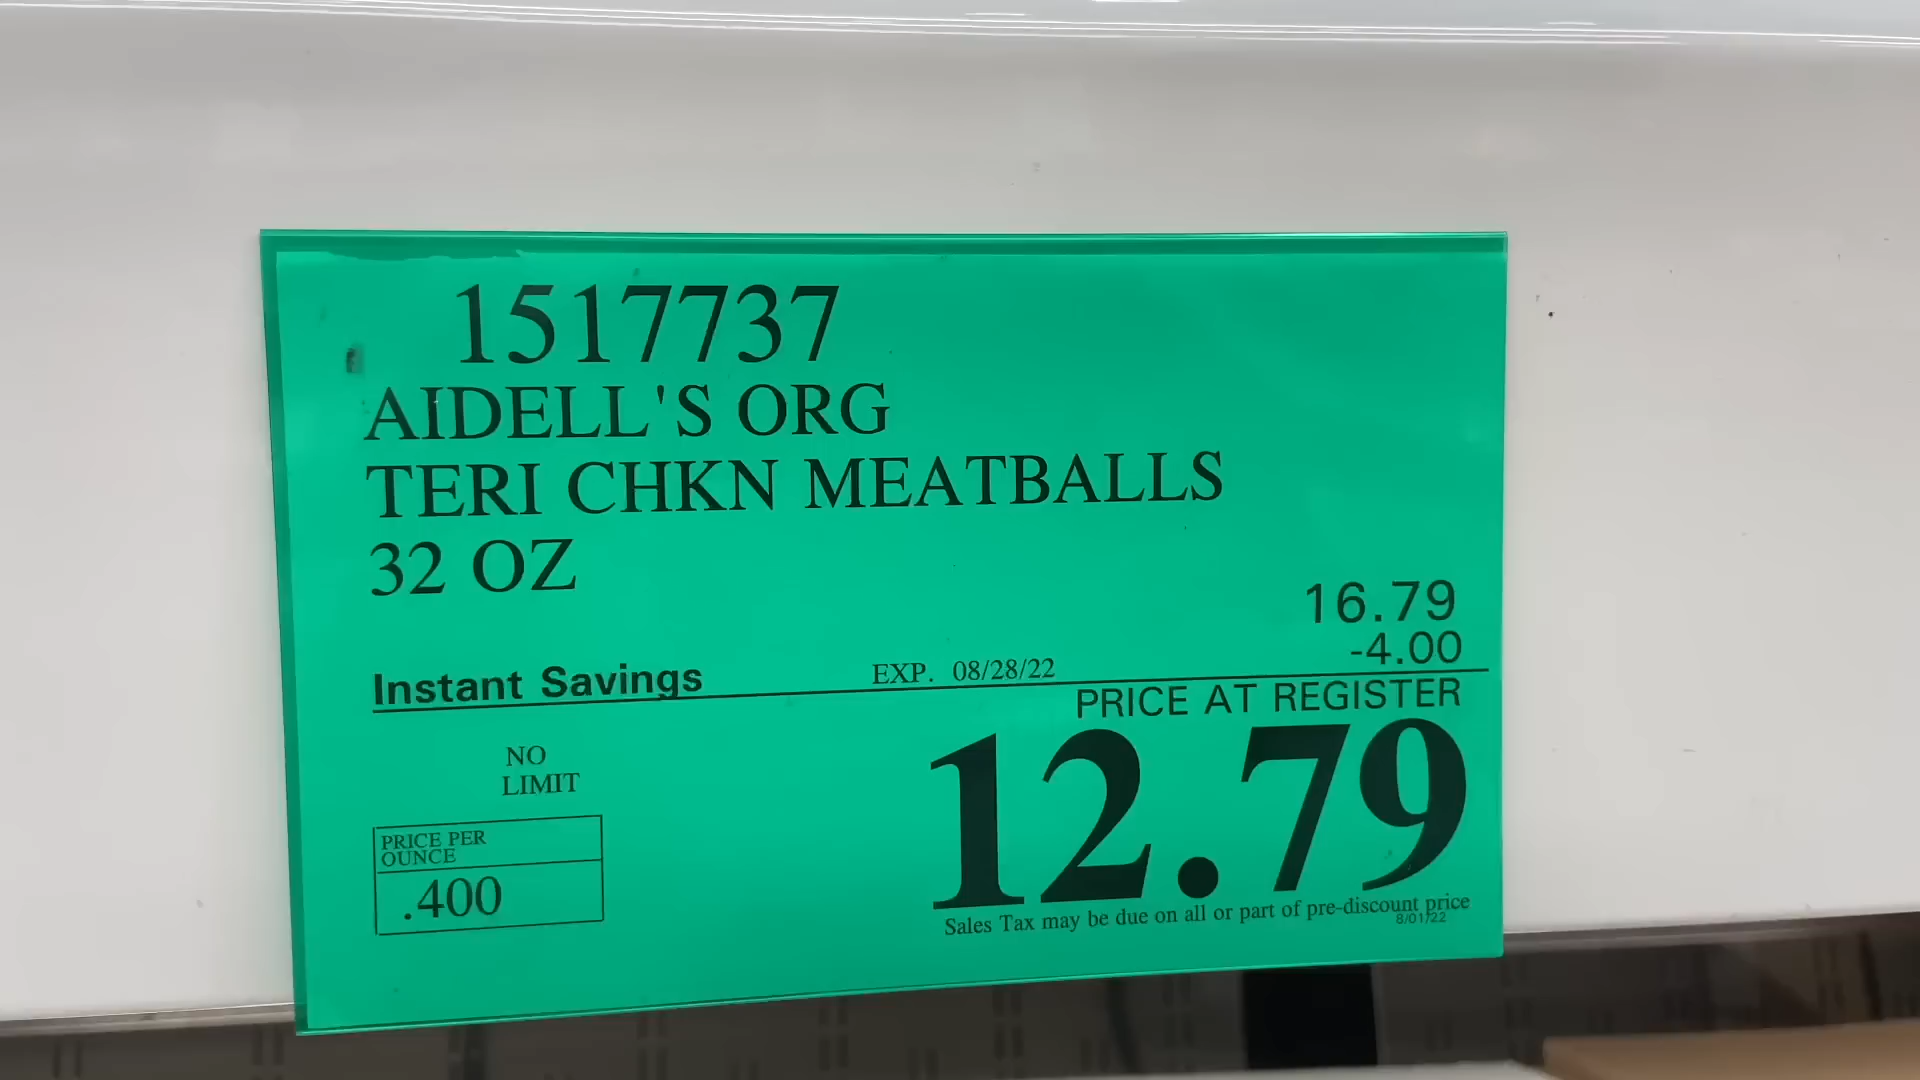 1517737
AIDELL'S ORG
TERI CHKN MEATBALLS
32 OZ
16.79
-4.00
Instant Savings EXP. 08/28/22
PRICE AT REGISTER
12.79
NO
LIMIT
PRICE PER
OUNCE
.400
Sales Tax may be due on all or part of pre-discount price
8/01/22